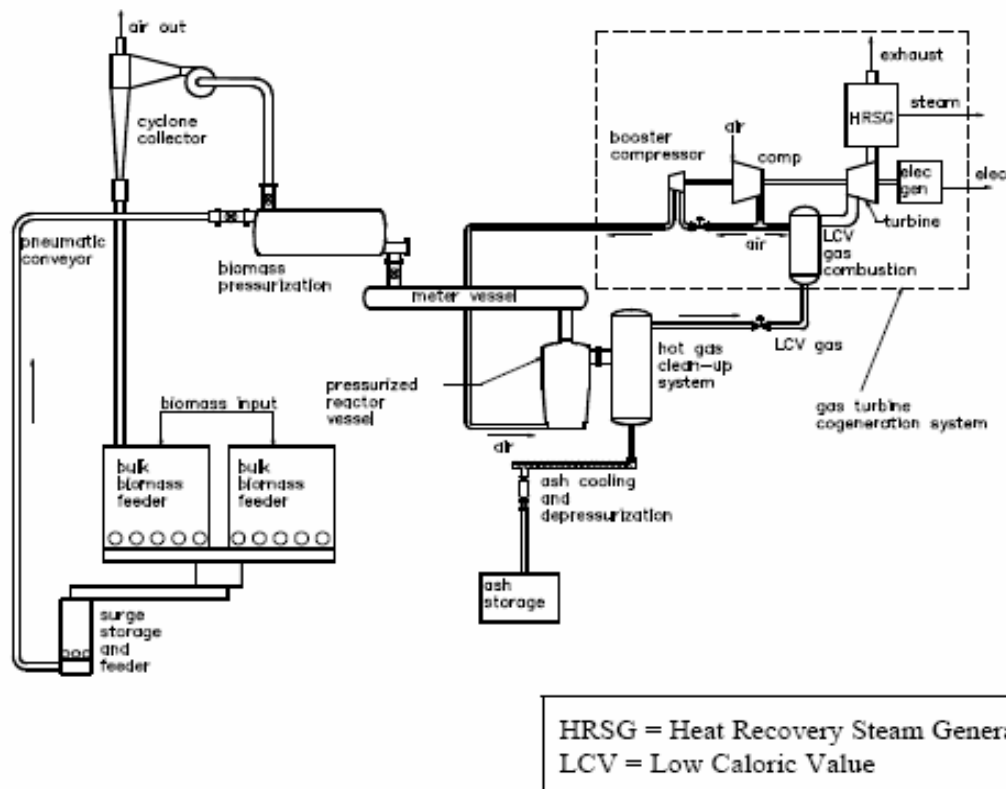 air out
cyclone
collector
pneumatic
conveyor
biomass
pressurization
meter vessel
booster
compressor
air
comp
exhaust
HRSG
steam
elec
gen
elec
turbine
air
LCV
gas
combustion
LCV gas
hot gas
clean-up
system
gas turbine
cogeneration system
pressurized
reactor
vessel
air
biomass input
bulk
biomass
feeder
bulk
biomass
feeder
ash cooling
and
depressurization
ash
storage
surge
storage
and
feeder
HRSG = Heat Recovery Steam Genera
LCV = Low Caloric Value